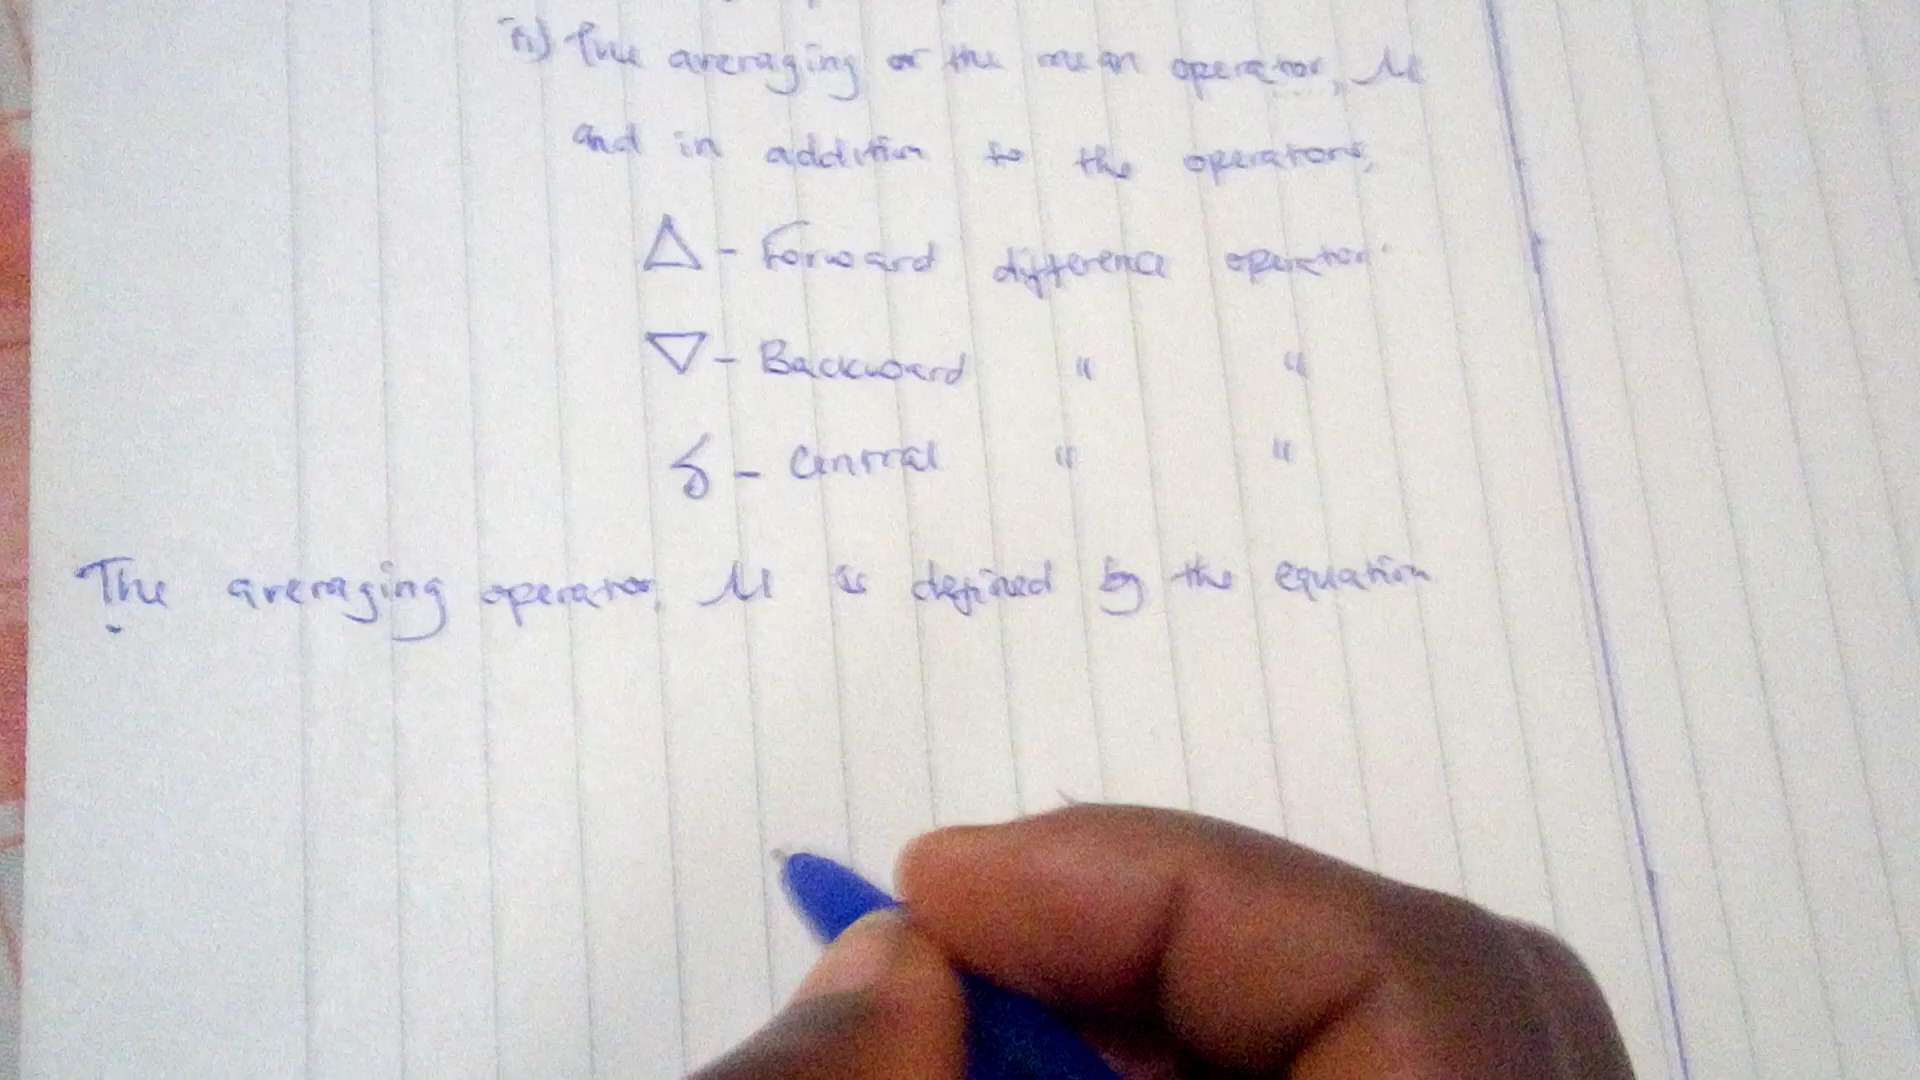 ii) The averaging or the mean operator, μ
and in addition to the operators,
Δ - Forward difference operator.
∇ - Backward " "
δ - Central " "
The averaging operator, μ is defined by the equation